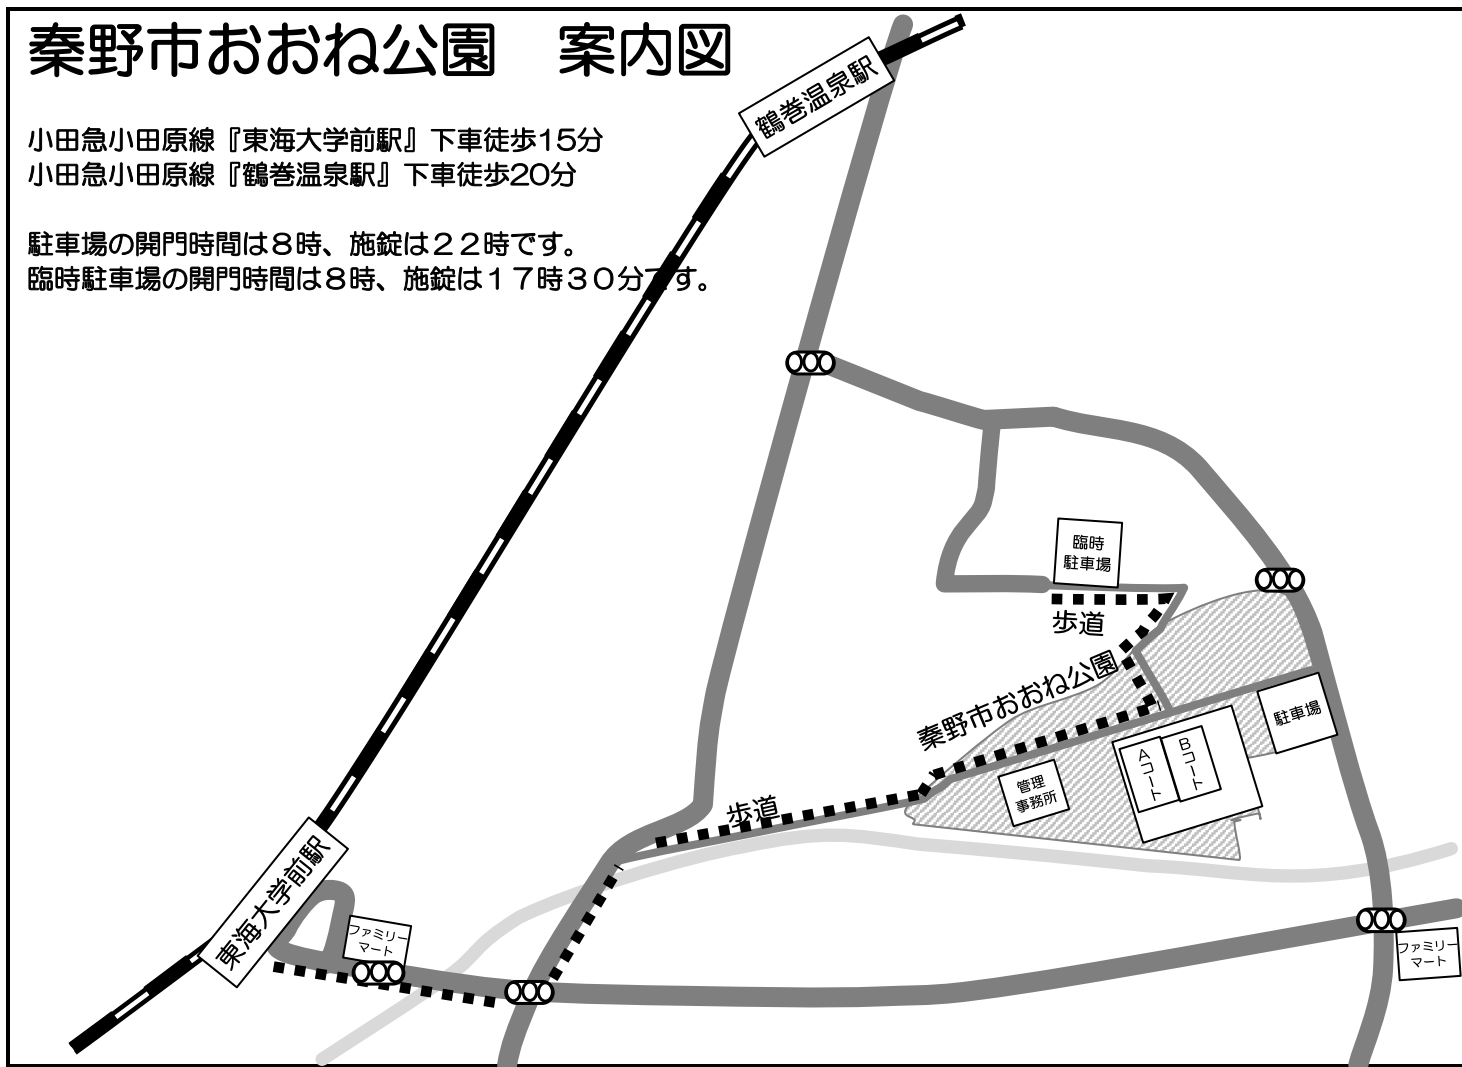 秦野市おおね公園　案内図
小田急小田原線『東海大学前駅』下車徒歩15分
小田急小田原線『鶴巻温泉駅』下車徒歩20分
駐車場の開門時間は８時、施錠は２２時です。
臨時駐車場の開門時間は８時、施錠は１７時３０分です。
鶴巻温泉駅
臨時
駐車場
歩道
秦野市おおね公園
駐車場
Aコート
Bコート
管理
事務所
歩道
東海大学前駅
ファミリー
マート
ファミリー
マート